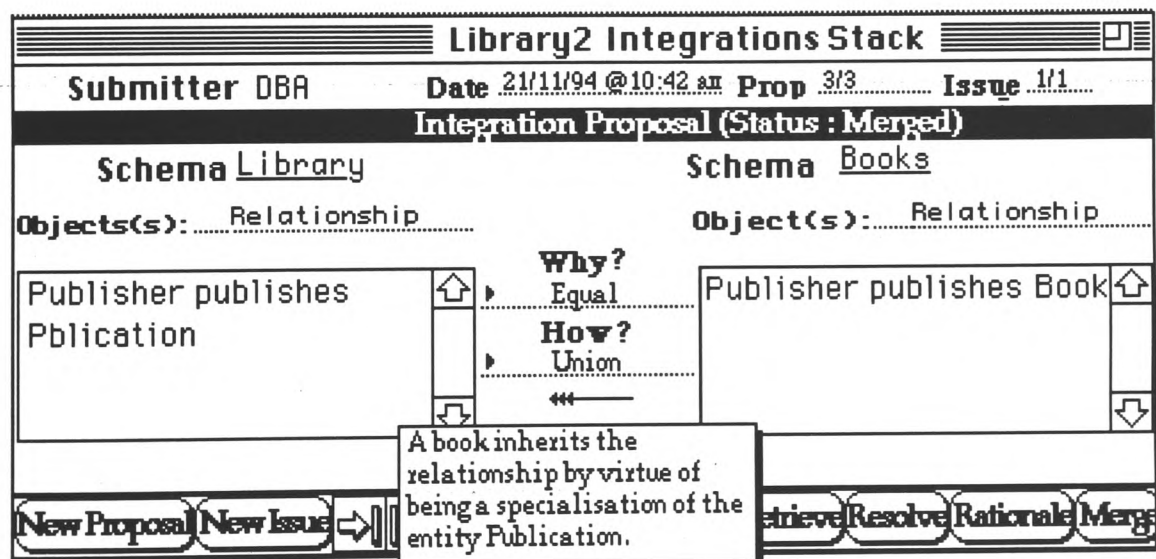 Library2 Integrations Stack
Submitter DBA Date 21/11/94 @10:42 am Prop 3/3 Issue 1/1
Integration Proposal (Status : Merged)
Schema Library Schema Books
Objects(s): Relationship Object(s): Relationship
Why?
Publisher publishes Equal Publisher publishes Book
Pblication How?
Union
A book inherits the
relationship by virtue of
being a specialisation of the
entity Publication.
New Proposal New Issue etrieve Resolve Rationale Merge